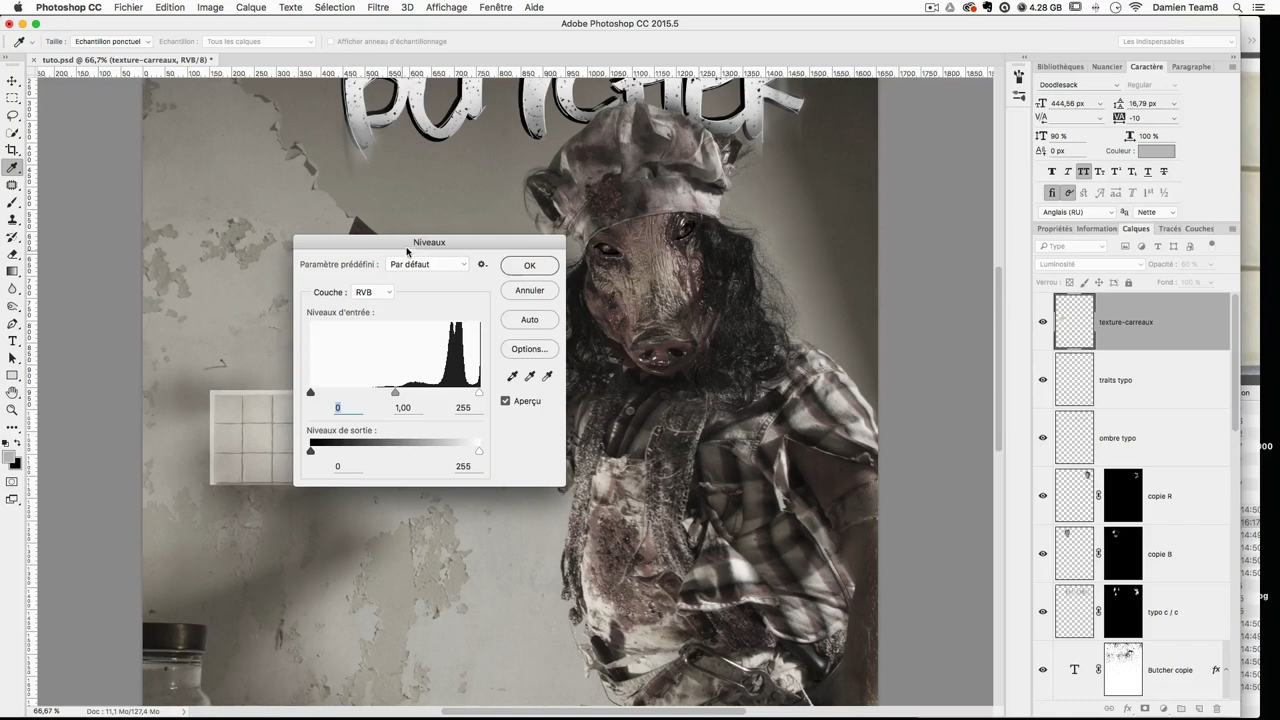 Photoshop CC Fichier Edition Image Calque Texte Sélection Filtre 3D Affichage Fenêtre Aide 4.28 GB Damien Team8
Adobe Photoshop CC 2015.5
Taille : Echantillon ponctuel Echantillon : Tous les calques Afficher anneau d'échantillonnage Les indispensables
tuto.psd @ 66,7% (texture-carreaux, RVB/8) *
Bibliothèques Nuancier Caractère Paragraphe
Doodlesack Regular
444,56 px 16,79 px
-10
90 % 100 %
0 px Couleur :
Anglais (RU) Nette
Propriétés Information Calques Tracés Couches
Type
Luminosité Opacité : 60 %
Verrou : Fond : 100 %
texture-carreaux
traits typo
ombre typo
copie R
copie B
typo c / c
T Butcher copie fx
butcher
Niveaux
Paramètre prédéfini : Par défaut OK
Annuler
Couche : RVB
Niveaux d'entrée :
Auto
Options...
Aperçu
0 1,00 255
Niveaux de sortie :
0 255
66,67 % Doc : 11,1 Mo/127,4 Mo